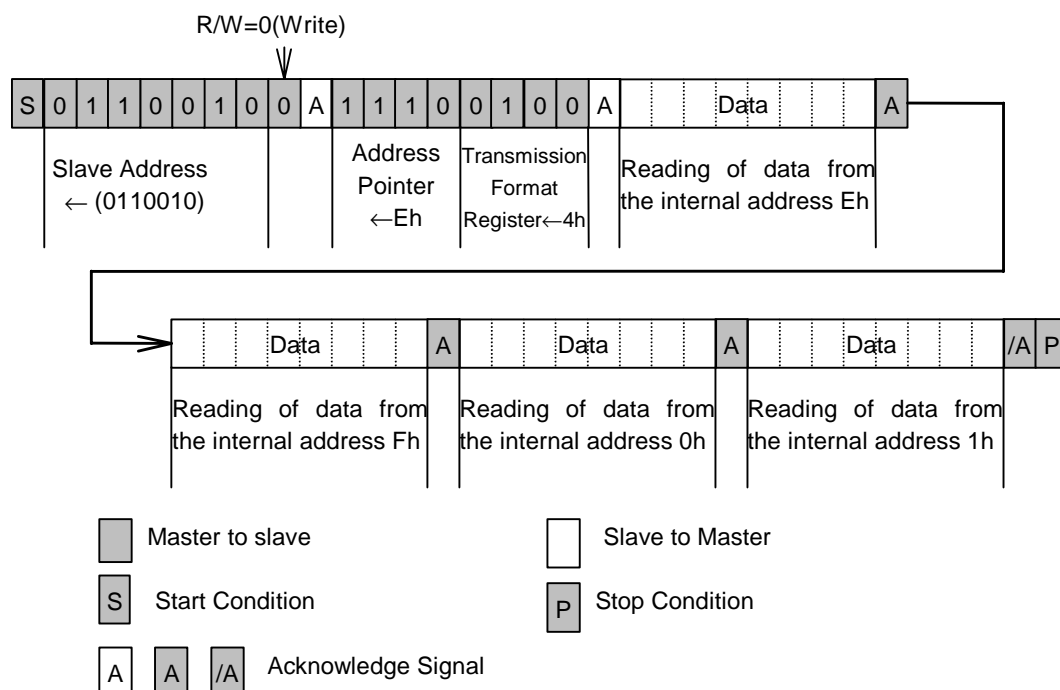 R/W=0(Write)
S 0 1 1 0 0 1 0 0 A 1 1 1 0 0 1 0 0 A Data A
Slave Address
← (0110010)
Address
Pointer
←Eh
Transmission
Format
Register←4h
Reading of data from
the internal address Eh
Data A Data A Data /A P
Reading of data from
the internal address Fh
Reading of data from
the internal address 0h
Reading of data from
the internal address 1h
Master to slave
Slave to Master
S Start Condition
P Stop Condition
A A /A Acknowledge Signal